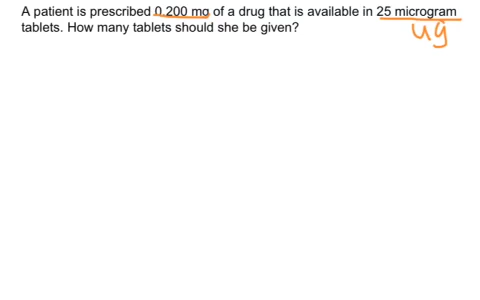 A patient is prescribed 0.200 mg of a drug that is available in 25 microgram
tablets. How many tablets should she be given?
ug